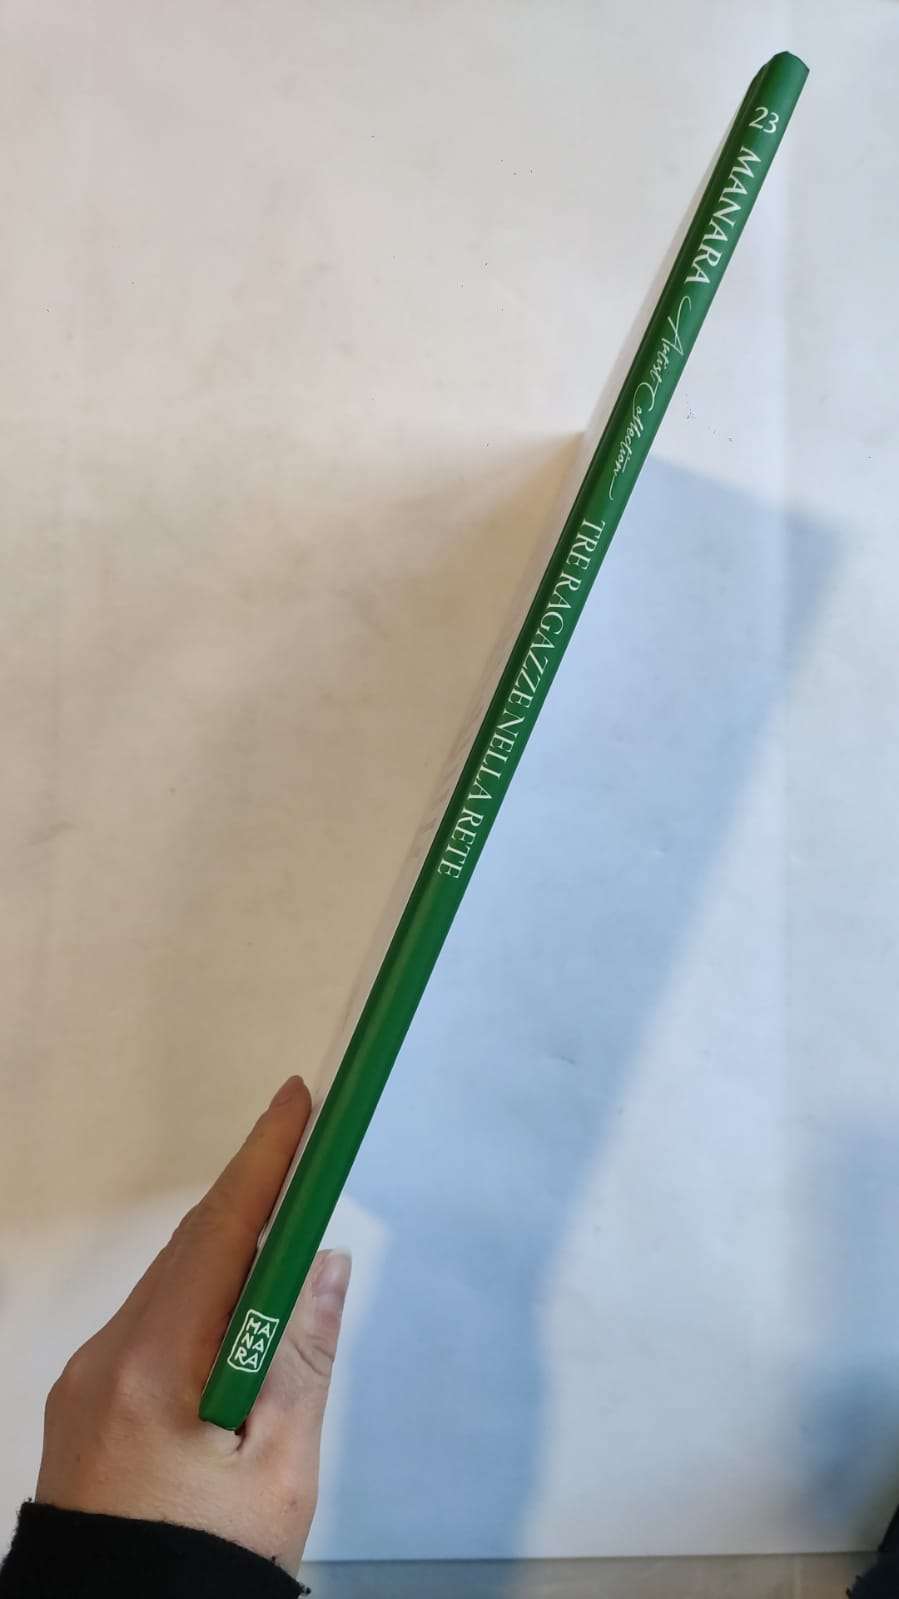 23 MANARA Artist Collection TRE RAGAZZE NELLA RETE
MA
NA
RA